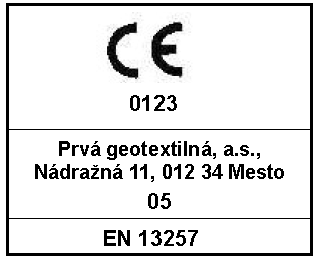 CE
0123
Prvá geotextilná, a.s.,
Nádražná 11, 012 34 Mesto
05
EN 13257